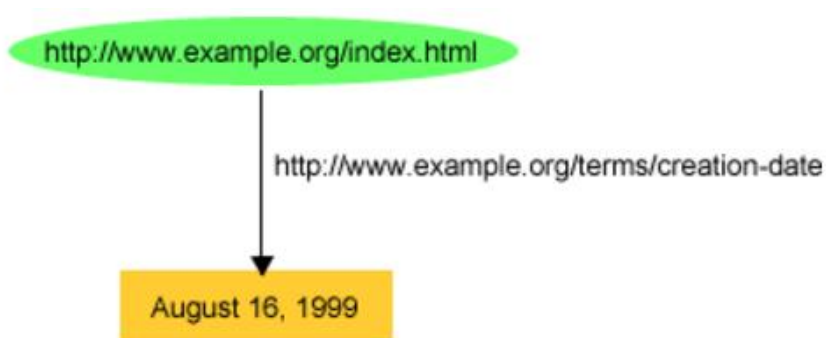 http://www.example.org/index.html
http://www.example.org/terms/creation-date
August 16, 1999